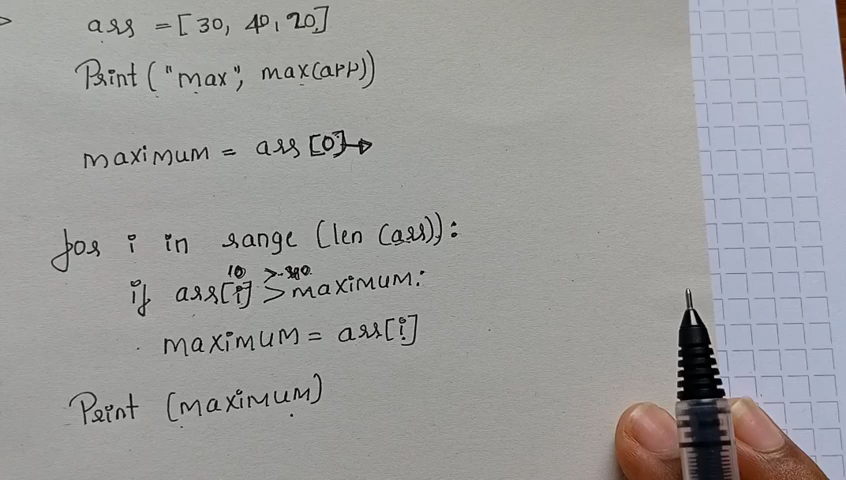 arr = [30, 40, 20]
Print ("max", max(arr))
maximum = arr [0]→
for i in range (len (arr)):
10 >
if arr[i] > maximum:
maximum = arr[i]
Print (maximum)